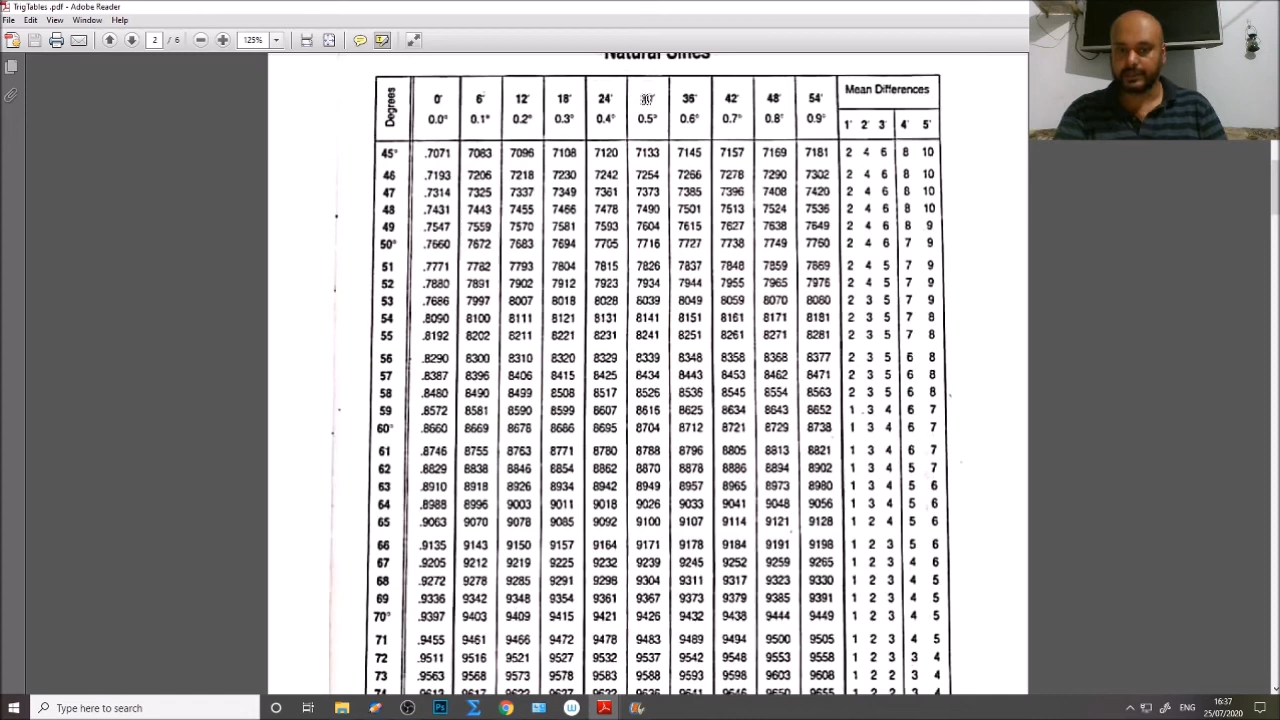 TrigTables .pdf - Adobe Reader
File Edit View Window Help
2 / 6 125%
Natural Sines
Degrees 0' 6' 12' 18' 24' 36' 42' 48' 54' Mean Differences
0.0° 0.1° 0.2° 0.3° 0.4° 0.5° 0.6° 0.7° 0.8° 0.9° 1' 2' 3' 4' 5'
45° .7071 7083 7096 7108 7120 7133 7145 7157 7169 7181 2 4 6 8 10
46 .7193 7206 7218 7230 7242 7254 7266 7278 7290 7302 2 4 6 8 10
47 .7314 7325 7337 7349 7361 7373 7385 7396 7408 7420 2 4 6 8 10
48 .7431 7443 7455 7466 7478 7490 7501 7513 7524 7536 2 4 6 8 10
49 .7547 7559 7570 7581 7593 7604 7615 7627 7638 7649 2 4 6 8 9
50° .7660 7672 7683 7694 7705 7716 7727 7738 7749 7760 2 4 6 7 9
51 .7771 7782 7793 7804 7815 7826 7837 7848 7859 7869 2 4 5 7 9
52 .7880 7891 7902 7912 7923 7934 7944 7955 7965 7976 2 4 5 7 9
53 .7686 7997 8007 8018 8028 8039 8049 8059 8070 8080 2 3 5 7 9
54 .8090 8100 8111 8121 8131 8141 8151 8161 8171 8181 2 3 5 7 8
55 .8192 8202 8211 8221 8231 8241 8251 8261 8271 8281 2 3 5 7 8
56 .8290 8300 8310 8320 8329 8339 8348 8358 8368 8377 2 3 5 6 8
57 .8387 8396 8406 8415 8425 8434 8443 8453 8462 8471 2 3 5 6 8
58 .8480 8490 8499 8508 8517 8526 8536 8545 8554 8563 2 3 5 6 8
59 .8572 8581 8590 8599 8607 8616 8625 8634 8643 8652 1 3 4 6 7
60° .8660 8669 8678 8686 8695 8704 8712 8721 8729 8738 1 3 4 6 7
61 .8746 8755 8763 8771 8780 8788 8796 8805 8813 8821 1 3 4 6 7
62 .8829 8838 8846 8854 8862 8870 8878 8886 8894 8902 1 3 4 5 7
63 .8910 8918 8926 8934 8942 8949 8957 8965 8973 8980 1 3 4 5 6
64 .8988 8996 9003 9011 9018 9026 9033 9041 9048 9056 1 3 4 5 6
65 .9063 9070 9078 9085 9092 9100 9107 9114 9121 9128 1 2 4 5 6
66 .9135 9143 9150 9157 9164 9171 9178 9184 9191 9198 1 2 3 5 6
67 .9205 9212 9219 9225 9232 9239 9245 9252 9259 9265 1 2 3 4 6
68 .9272 9278 9285 9291 9298 9304 9311 9317 9323 9330 1 2 3 4 5
69 .9336 9342 9348 9354 9361 9367 9373 9379 9385 9391 1 2 3 4 5
70° .9397 9403 9409 9415 9421 9426 9432 9438 9444 9449 1 2 3 4 5
71 .9455 9461 9466 9472 9478 9483 9489 9494 9500 9505 1 2 3 4 5
72 .9511 9516 9521 9527 9532 9537 9542 9548 9553 9558 1 2 3 3 4
73 .9563 9568 9573 9578 9583 9588 9593 9598 9603 9608 1 2 2 3 4
Type here to search
16:37
25/07/2020